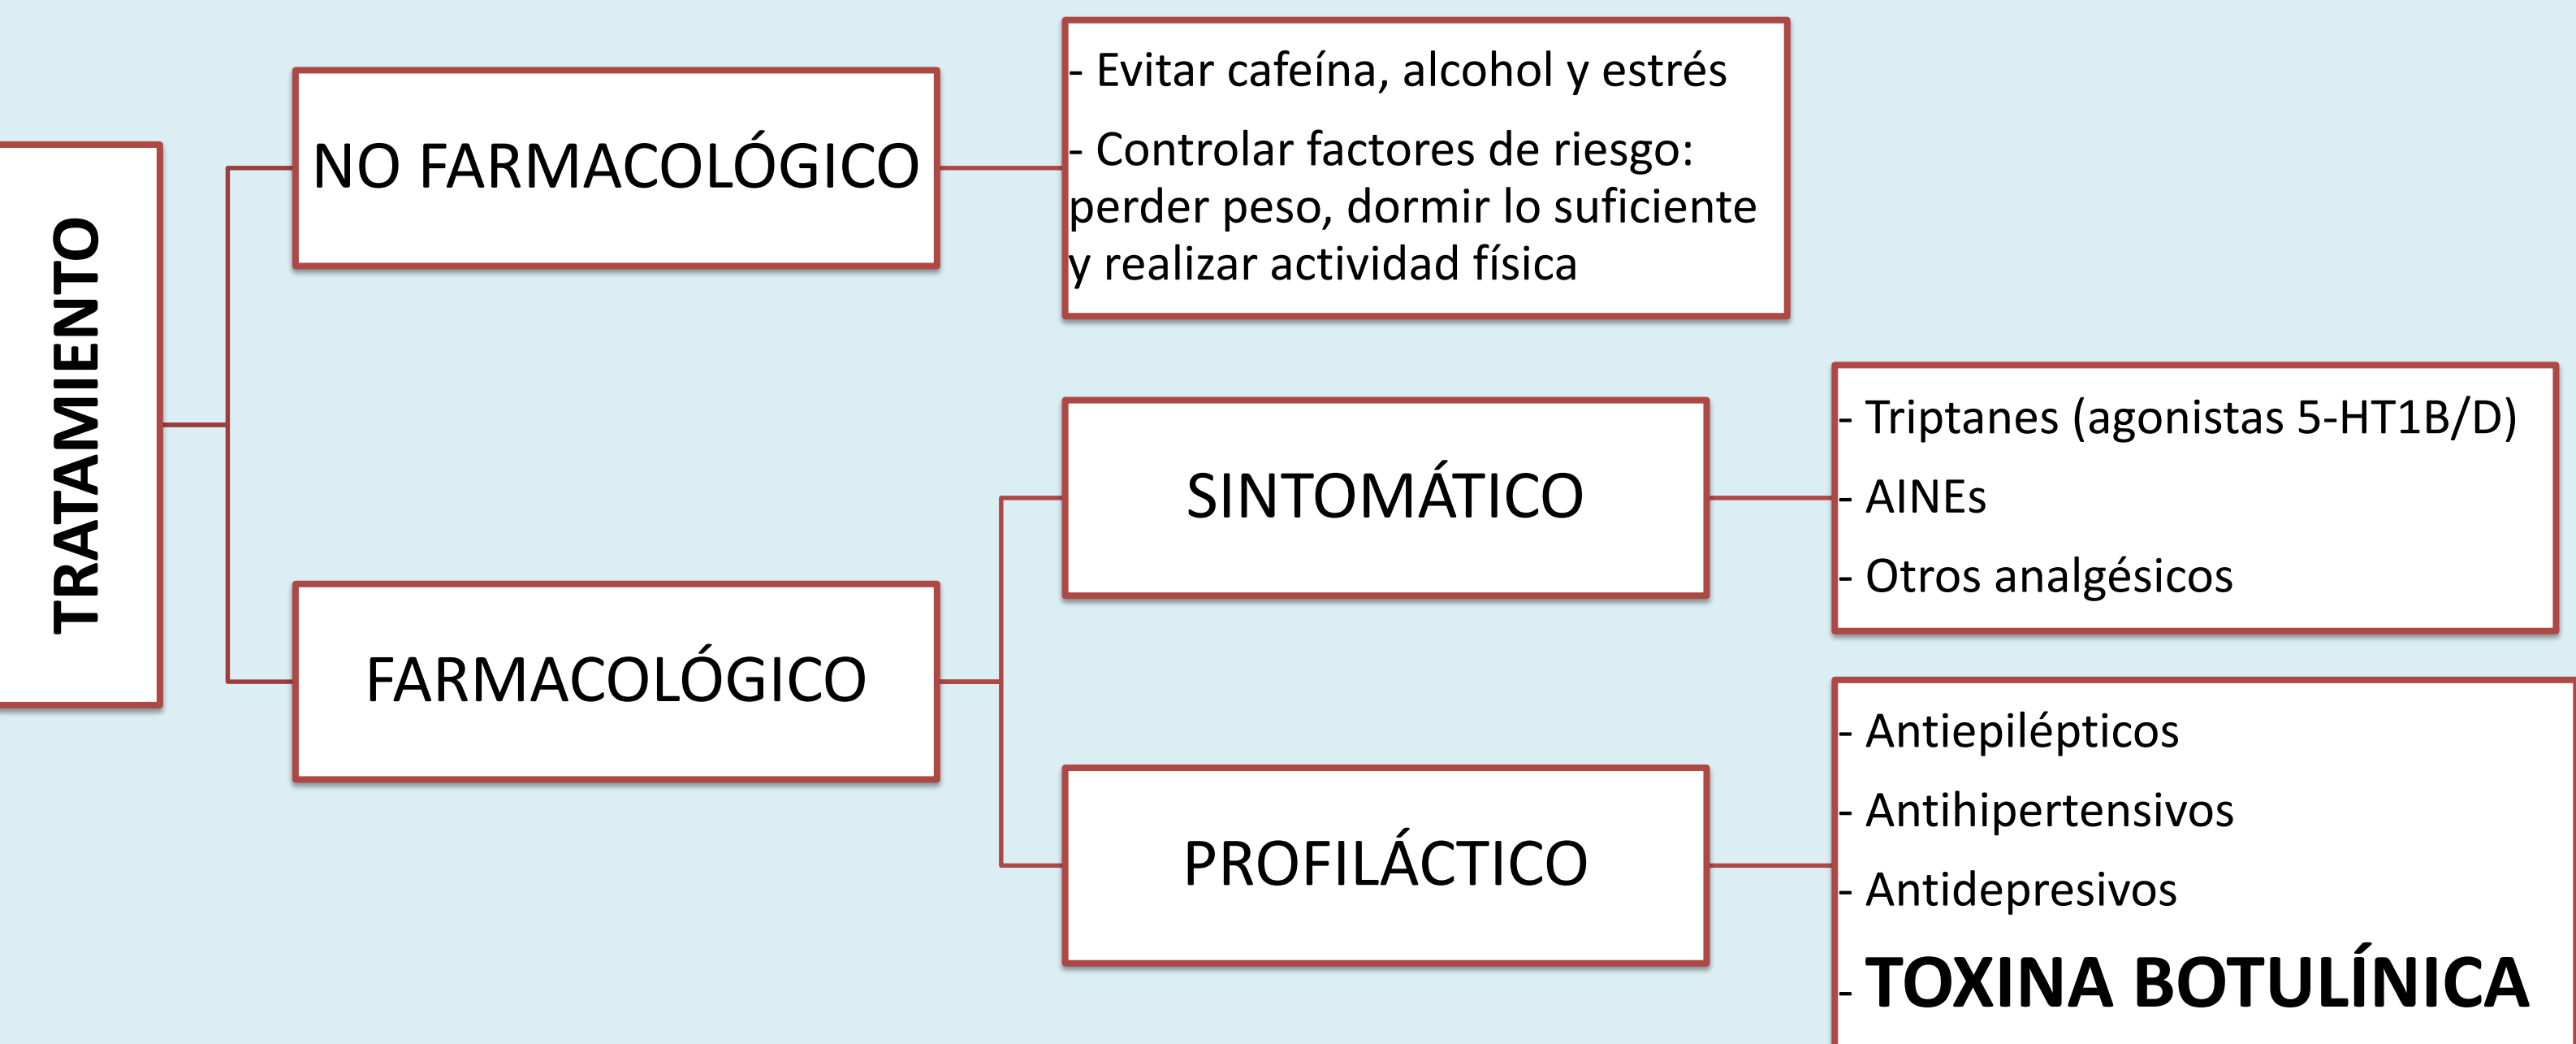 TRATAMIENTO
NO FARMACOLÓGICO
- Evitar cafeína, alcohol y estrés
- Controlar factores de riesgo:
perder peso, dormir lo suficiente
y realizar actividad física
FARMACOLÓGICO
SINTOMÁTICO
- Triptanes (agonistas 5-HT1B/D)
- AINEs
- Otros analgésicos
PROFILÁCTICO
- Antiepilépticos
- Antihipertensivos
- Antidepresivos
- TOXINA BOTULÍNICA